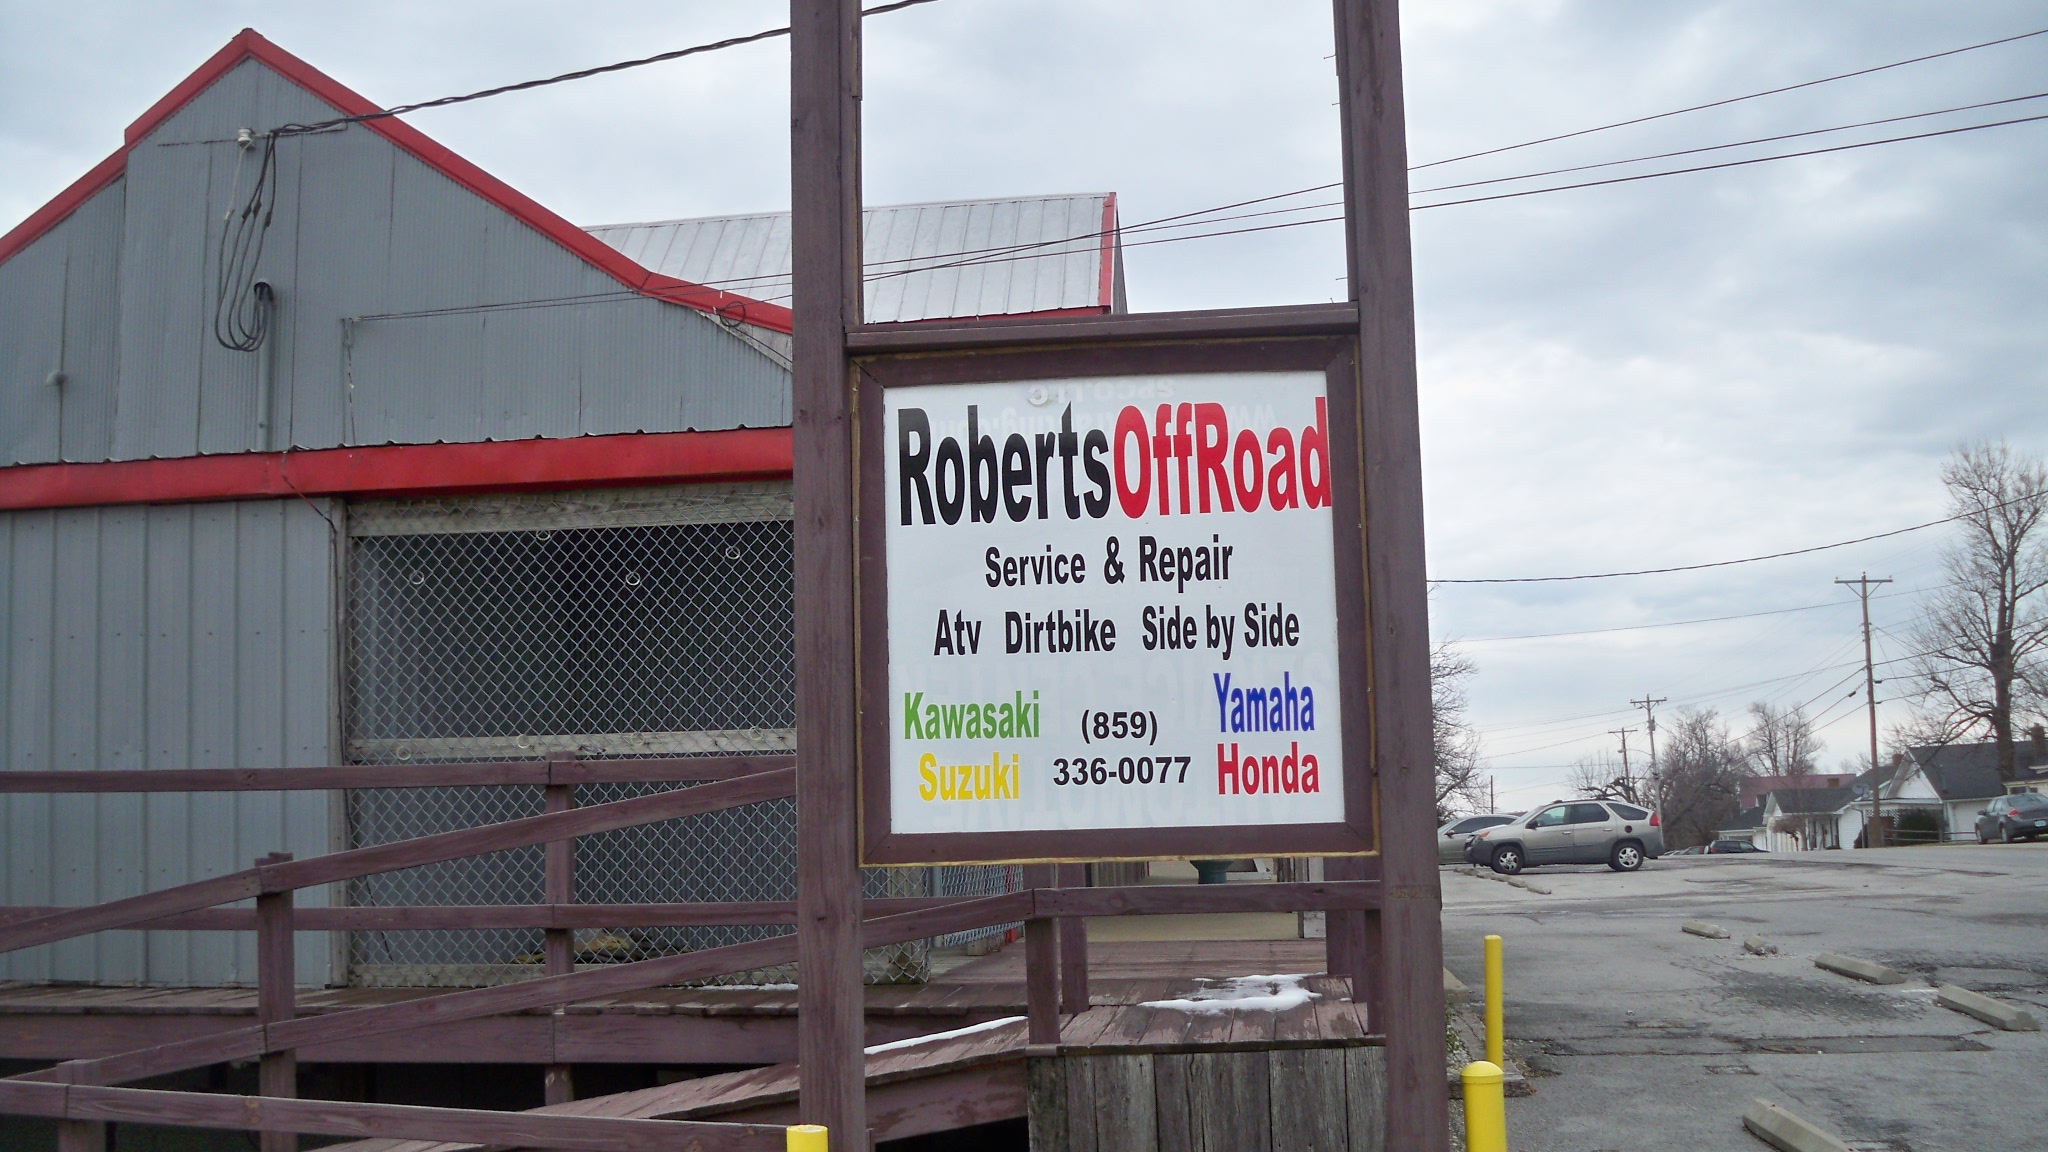 RobertsOffRoad
Service & Repair
Atv Dirtbike Side by Side
Kawasaki (859) Yamaha
Suzuki 336-0077 Honda